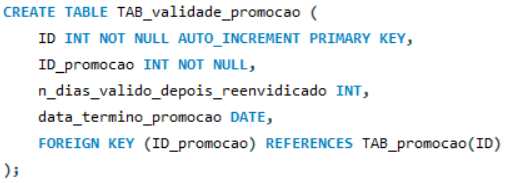 CREATE TABLE TAB_validade_promocao (
ID INT NOT NULL AUTO_INCREMENT PRIMARY KEY,
ID_promocao INT NOT NULL,
n_dias_valido_depois_reenvidicado INT,
data_termino_promocao DATE,
FOREIGN KEY (ID_promocao) REFERENCES TAB_promocao(ID)
);